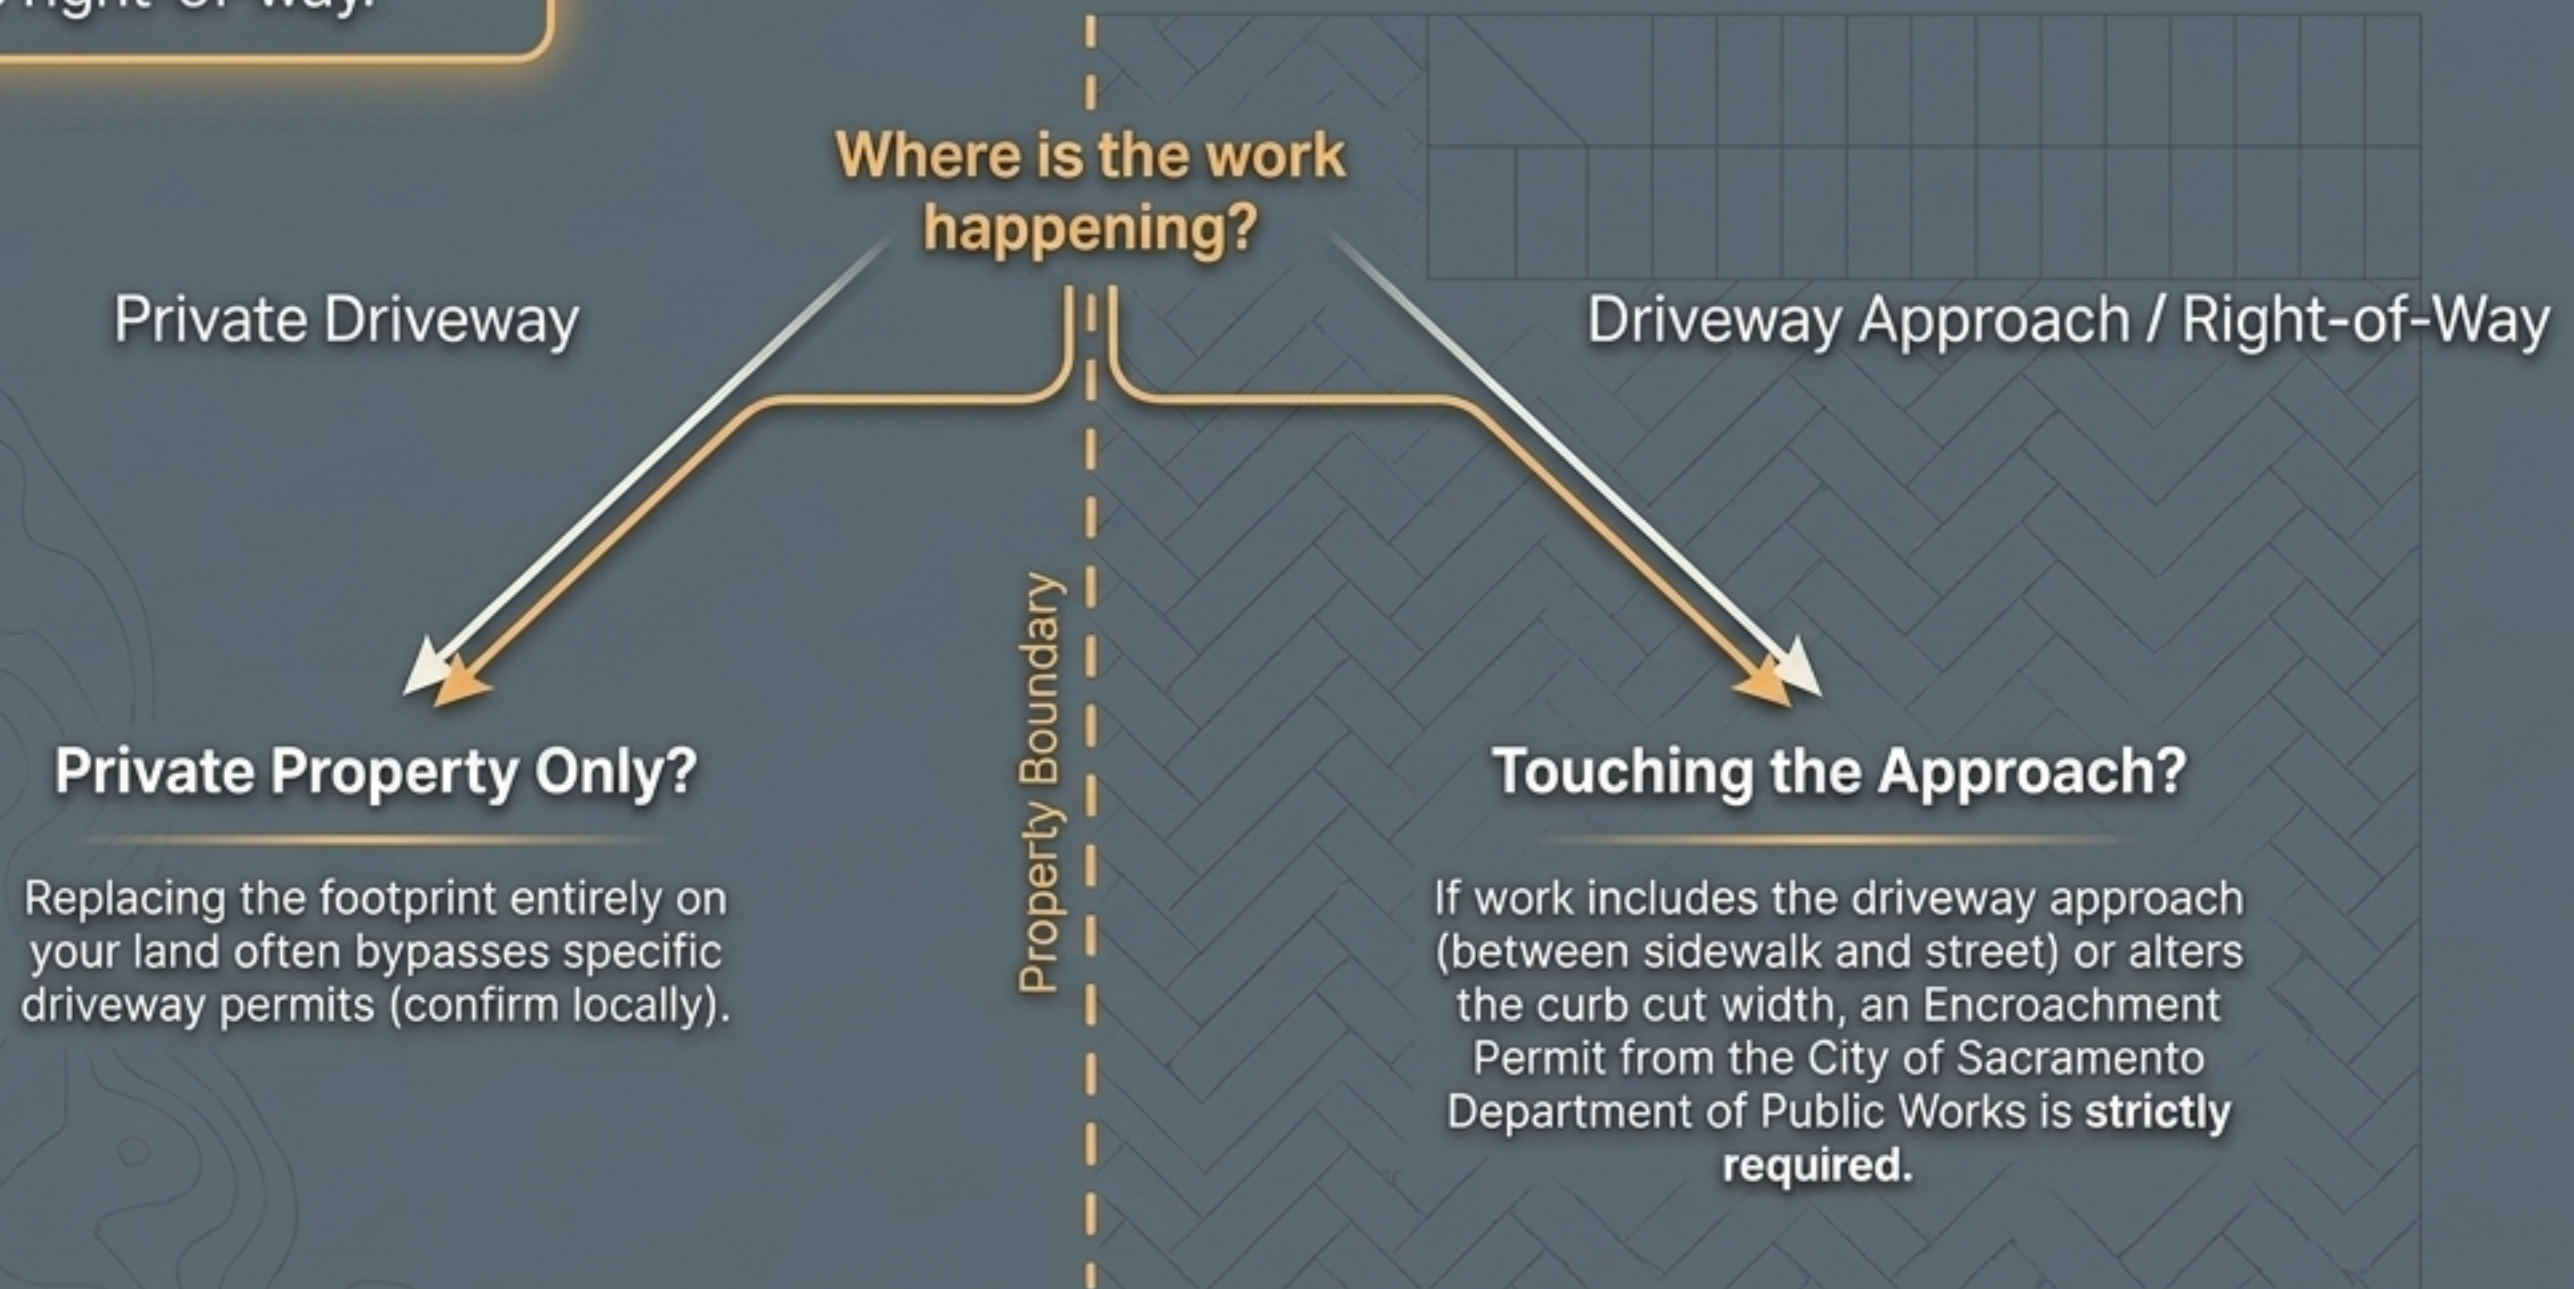 right-of-way.
Where is the work
happening?
Private Driveway
Driveway Approach / Right-of-Way
Property Boundary
Private Property Only?
Replacing the footprint entirely on
your land often bypasses specific
driveway permits (confirm locally).
Touching the Approach?
If work includes the driveway approach
(between sidewalk and street) or alters
the curb cut width, an Encroachment
Permit from the City of Sacramento
Department of Public Works is strictly
required.